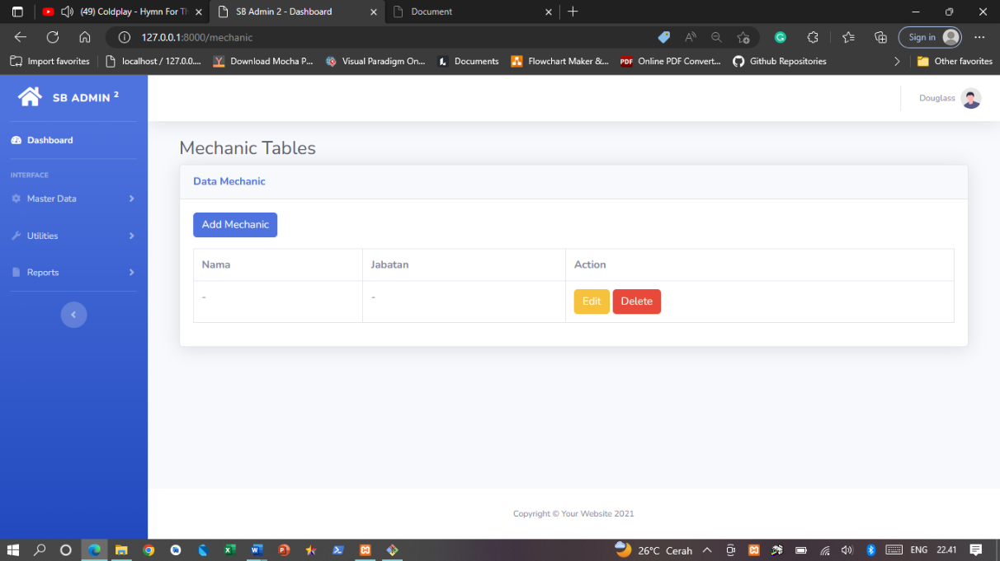 (49) Coldplay - Hymn For Th
SB Admin 2 - Dashboard
Document
127.0.0.1:8000/mechanic
Sign in
Import favorites
localhost / 127.0.0....
Download Mocha P...
Visual Paradigm On...
Documents
Flowchart Maker &...
PDF
Online PDF Convert...
Github Repositories
Other favorites
SB ADMIN 2
Douglass
Dashboard
INTERFACE
Master Data
Utilities
Reports
Mechanic Tables
Data Mechanic
Add Mechanic
Nama Jabatan Action
- - Edit Delete
Copyright © Your Website 2021
26°C Cerah
ENG
22.41